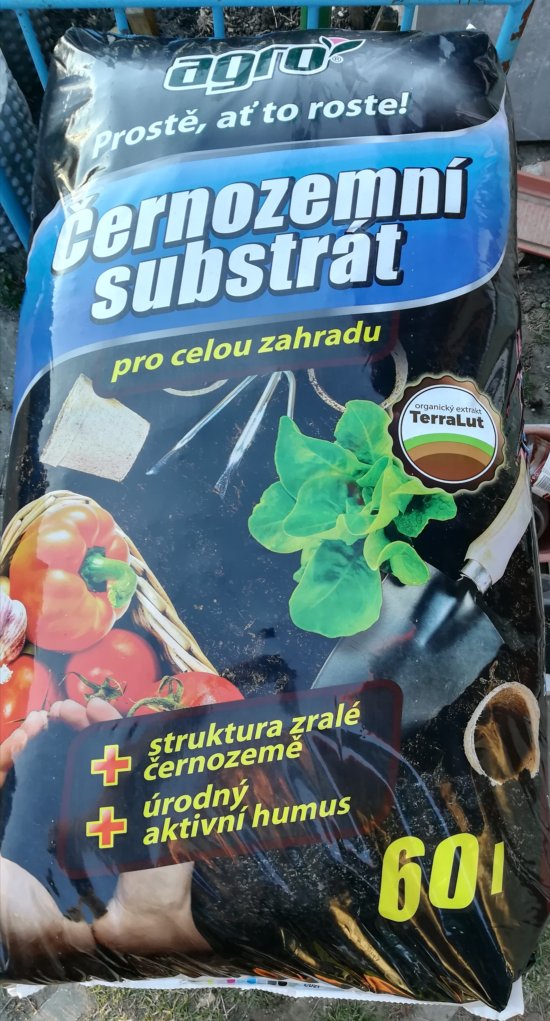 agro®
Prostě, ať to roste!
černozemní
substrát
pro celou zahradu
organický extrakt
TerraLut
struktura zralé
černozemě
úrodný
aktivní humus
60 l